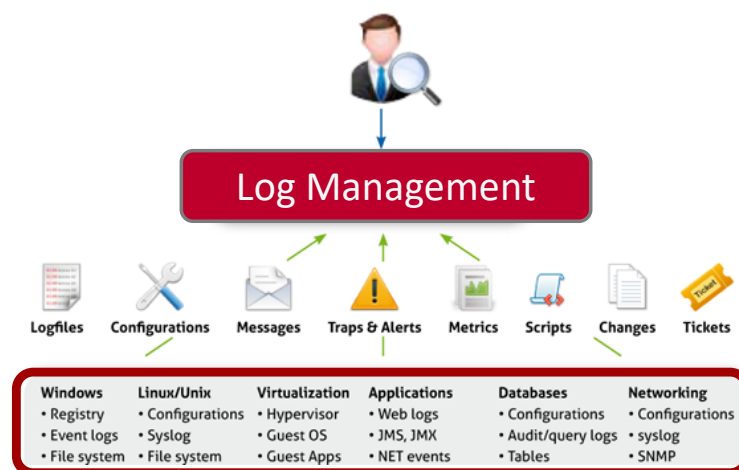 Log Management
Logfiles Configurations Messages Traps & Alerts Metrics Scripts Changes Tickets
Ticket
Windows
• Registry
• Event logs
• File system
Linux/Unix
• Configurations
• Syslog
• File system
Virtualization
• Hypervisor
• Guest OS
• Guest Apps
Applications
• Web logs
• JMS, JMX
• NET events
Databases
• Configurations
• Audit/query logs
• Tables
Networking
• Configurations
• syslog
• SNMP